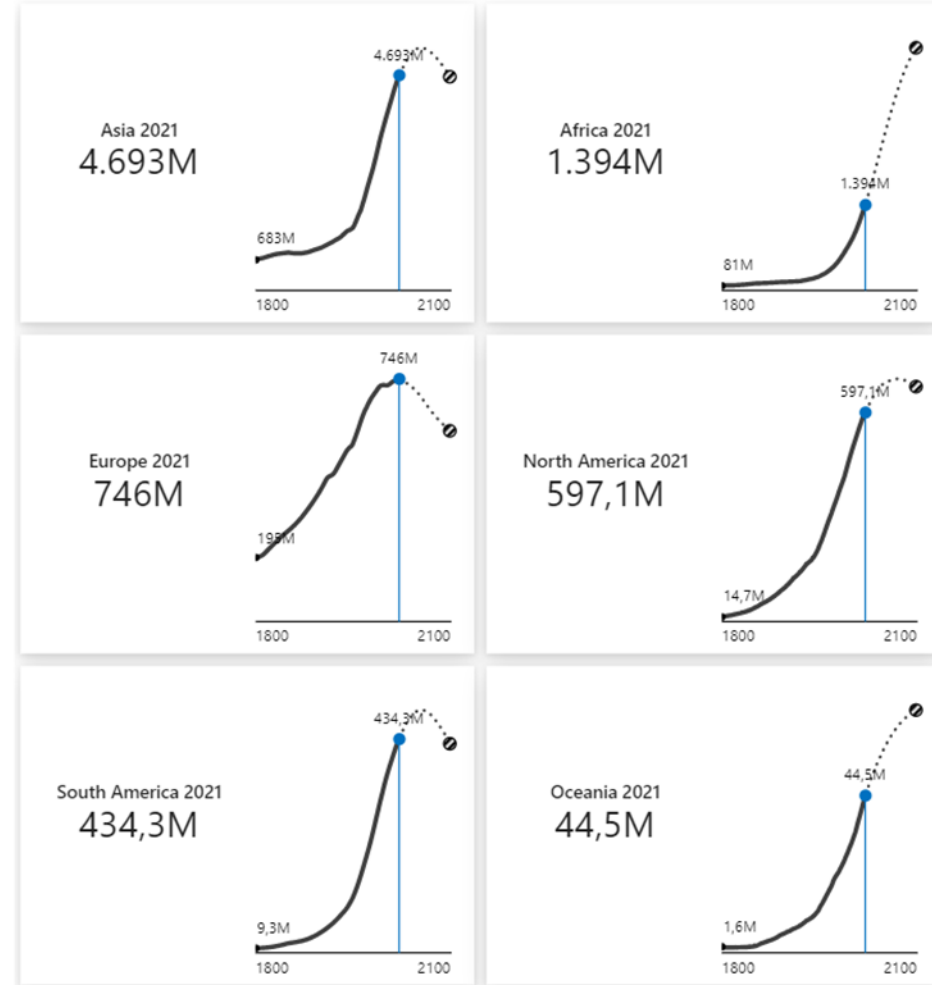 4.693M
Asia 2021
4.693M
683M
1800 2100
1.394M
Africa 2021
1.394M
81M
1800 2100
746M
Europe 2021
746M
195M
1800 2100
597,1M
North America 2021
597,1M
14,7M
1800 2100
434,3M
South America 2021
434,3M
9,3M
1800 2100
44,5M
Oceania 2021
44,5M
1,6M
1800 2100